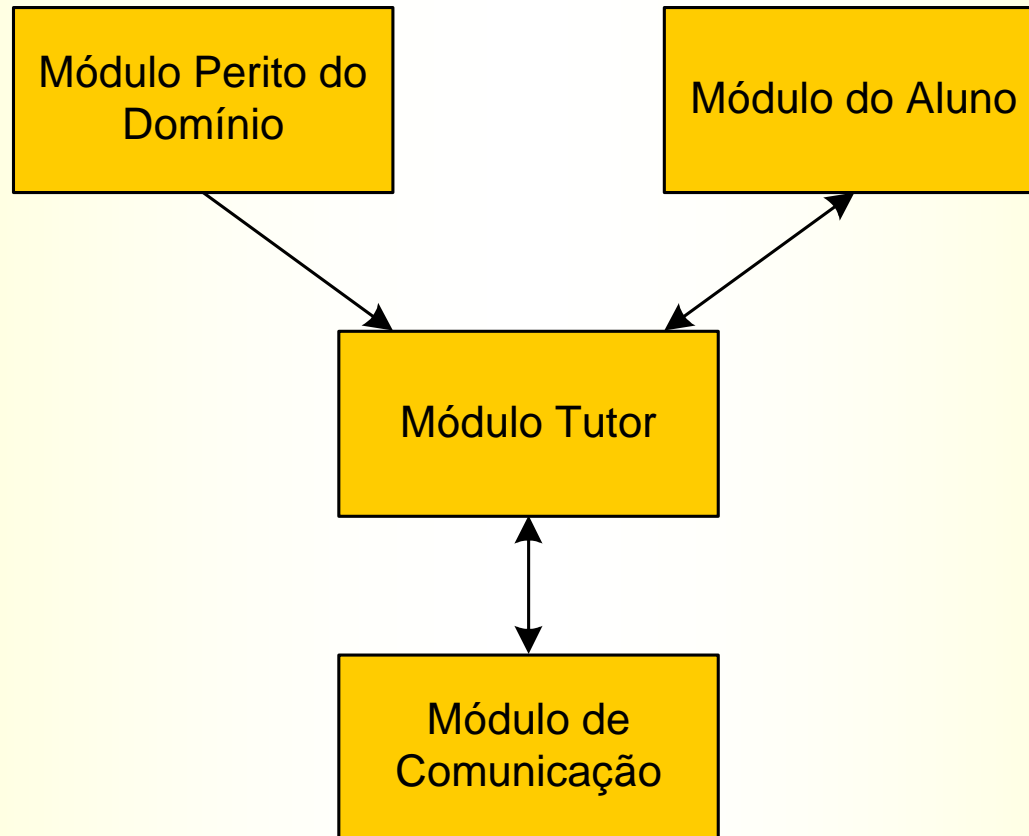 Módulo Perito do
Domínio
Módulo do Aluno
Módulo Tutor
Módulo de
Comunicação